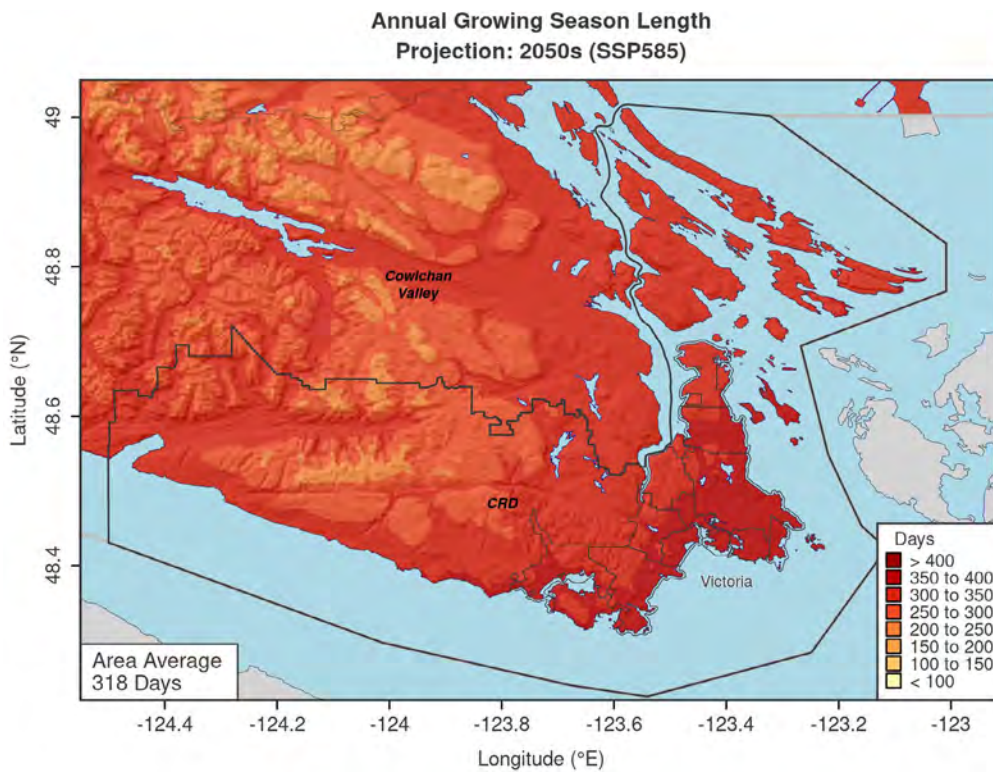 Annual Growing Season Length
Projection: 2050s (SSP585)
49
48.8
48.6
48.4
Latitude (°N)
Cowichan
Valley
CRD
Victoria
Days
> 400
350 to 400
300 to 350
250 to 300
200 to 250
150 to 200
100 to 150
< 100
Area Average
318 Days
-124.4
-124.2
-124
-123.8
-123.6
-123.4
-123.2
-123
Longitude (°E)